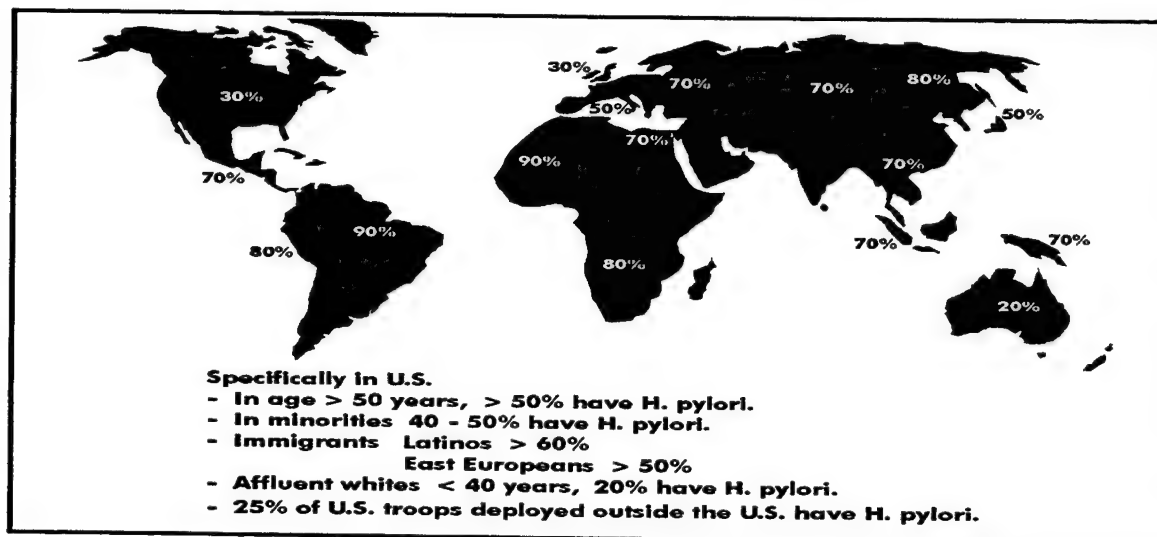 30%
30%
70%
70%
80%
50%
50%
70%
90%
70%
70%
90%
80%
70%
70%
80%
20%
Specifically in U.S.
- In age > 50 years, > 50% have H. pylori.
- In minorities 40 - 50% have H. pylori.
- Immigrants Latinos > 60%
East Europeans > 50%
- Affluent whites < 40 years, 20% have H. pylori.
- 25% of U.S. troops deployed outside the U.S. have H. pylori.